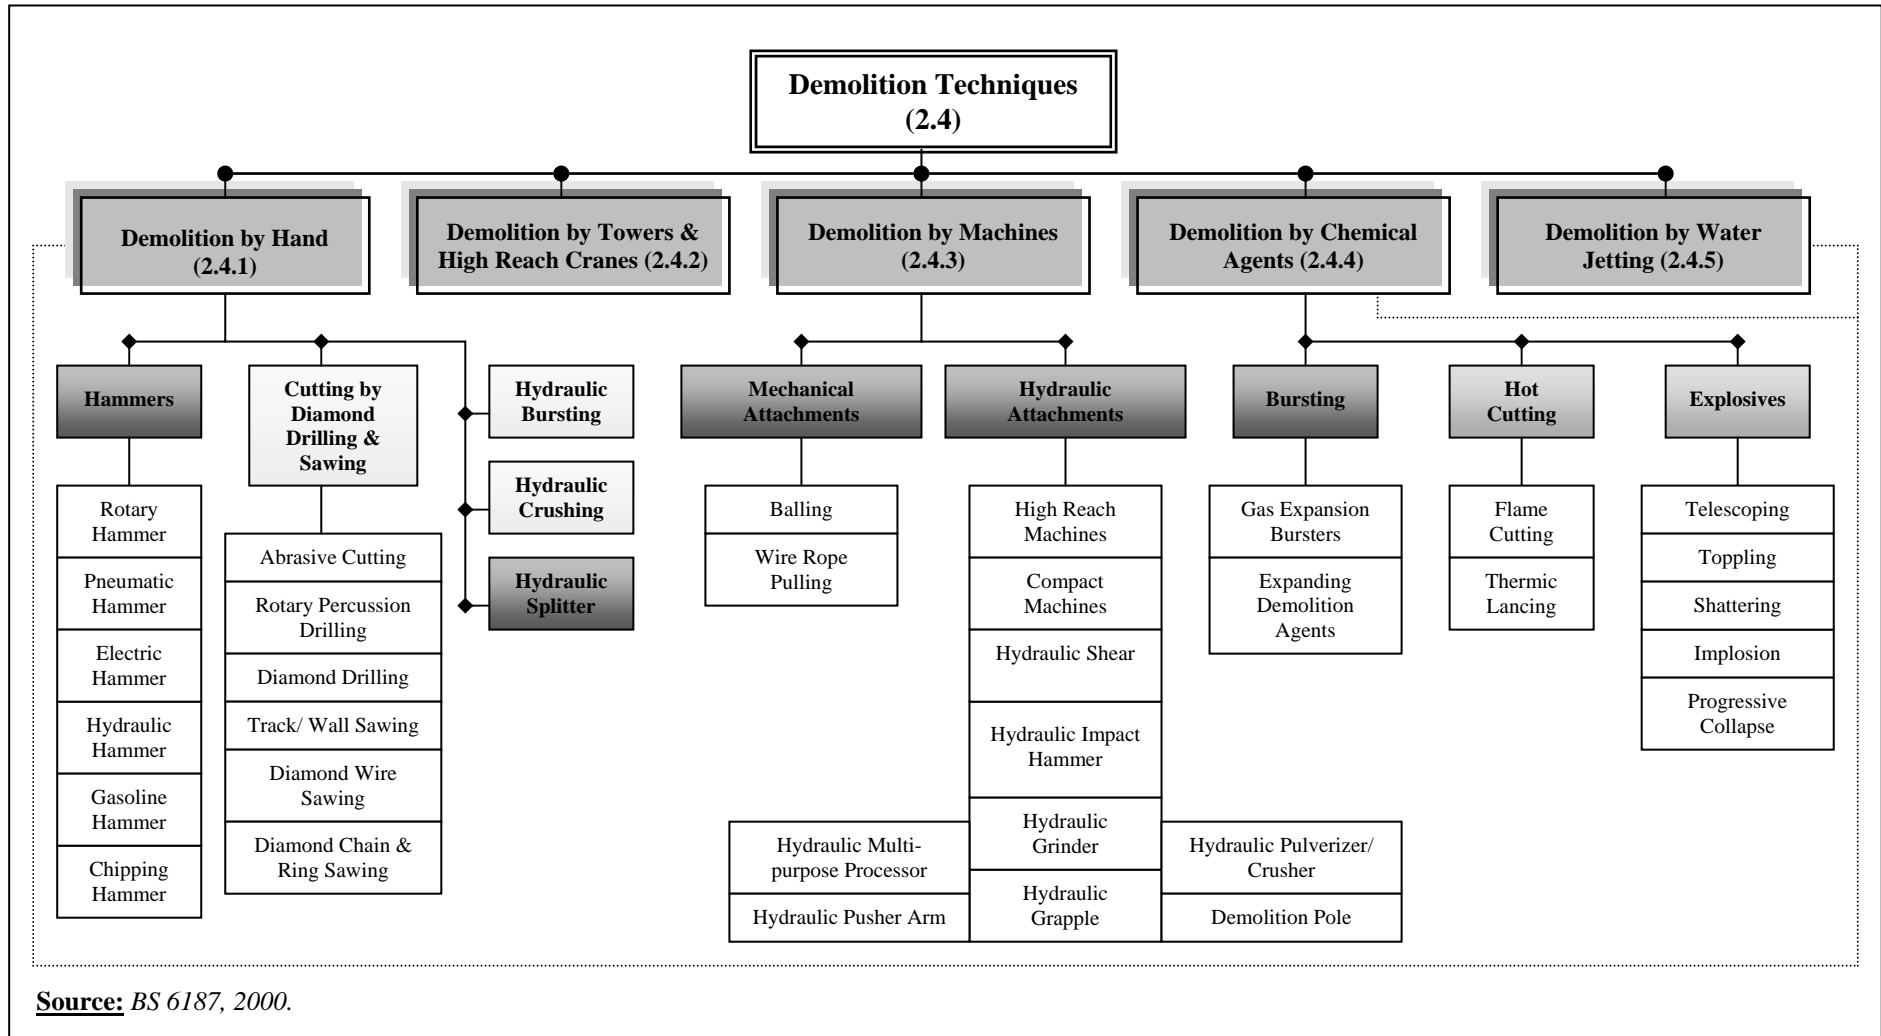 Demolition Techniques
(2.4)
Demolition by Hand
(2.4.1)
Demolition by Towers &
High Reach Cranes (2.4.2)
Demolition by Machines
(2.4.3)
Demolition by Chemical
Agents (2.4.4)
Demolition by Water
Jetting (2.4.5)
Hammers
Rotary
Hammer
Pneumatic
Hammer
Electric
Hammer
Hydraulic
Hammer
Gasoline
Hammer
Chipping
Hammer
Cutting by
Diamond
Drilling &
Sawing
Abrasive Cutting
Rotary Percussion
Drilling
Diamond Drilling
Track/ Wall Sawing
Diamond Wire
Sawing
Diamond Chain &
Ring Sawing
Hydraulic
Bursting
Hydraulic
Crushing
Hydraulic
Splitter
Mechanical
Attachments
Balling
Wire Rope
Pulling
Hydraulic
Attachments
High Reach
Machines
Compact
Machines
Hydraulic Shear
Hydraulic Impact
Hammer
Hydraulic
Grinder
Hydraulic
Grapple
Hydraulic Multi-
purpose Processor
Hydraulic Pusher Arm
Hydraulic Pulverizer/
Crusher
Demolition Pole
Bursting
Gas Expansion
Bursters
Expanding
Demolition
Agents
Hot
Cutting
Flame
Cutting
Thermic
Lancing
Explosives
Telescoping
Toppling
Shattering
Implosion
Progressive
Collapse
Source: BS 6187, 2000.